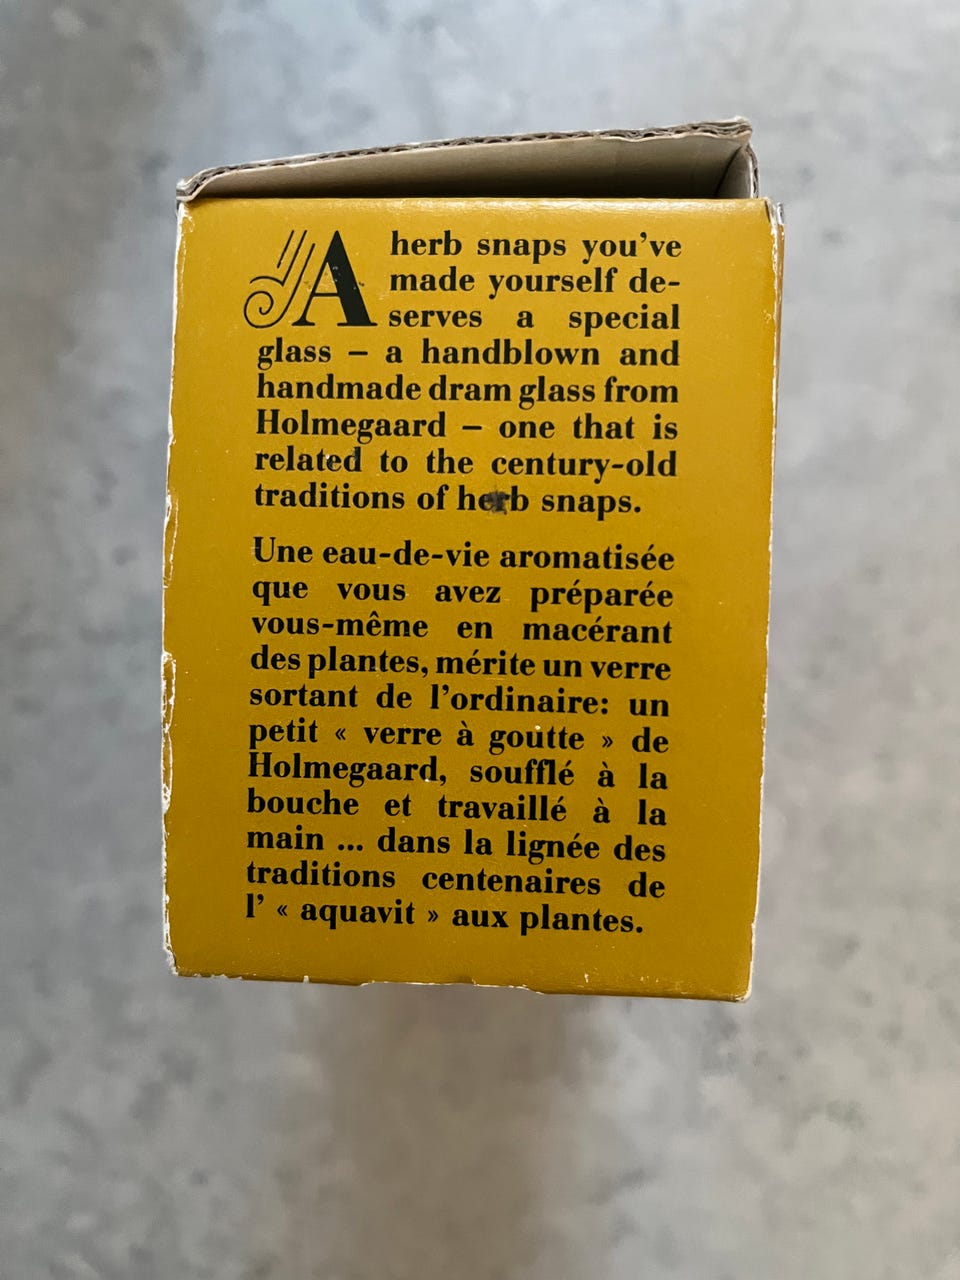 A herb snaps you've
made yourself de-
serves a special
glass – a handblown and
handmade dram glass from
Holmegaard – one that is
related to the century-old
traditions of herb snaps.
Une eau-de-vie aromatisée
que vous avez préparée
vous-même en macérant
des plantes, mérite un verre
sortant de l'ordinaire: un
petit « verre à goutte » de
Holmegaard, soufflé à la
bouche et travaillé à la
main ... dans la lignée des
traditions centenaires de
l' « aquavit » aux plantes.